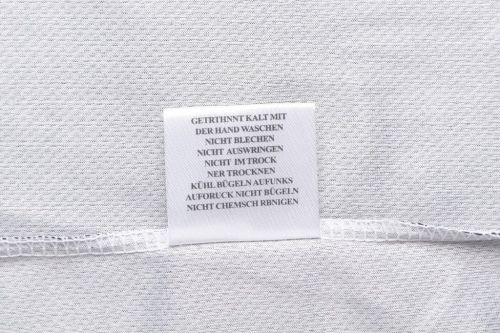 GETRTHNNT KALT MIT
DER HAND WASCHEN
NICHT BLECHEN
NICHT AUSWRINGEN
NICHT IM TROCK
NER TROCKNEN
KÜHL BÜGELN AUFUNKS
AUFORUCK NICHT BÜGELN
NICHT CHEMSCH RBNIGEN